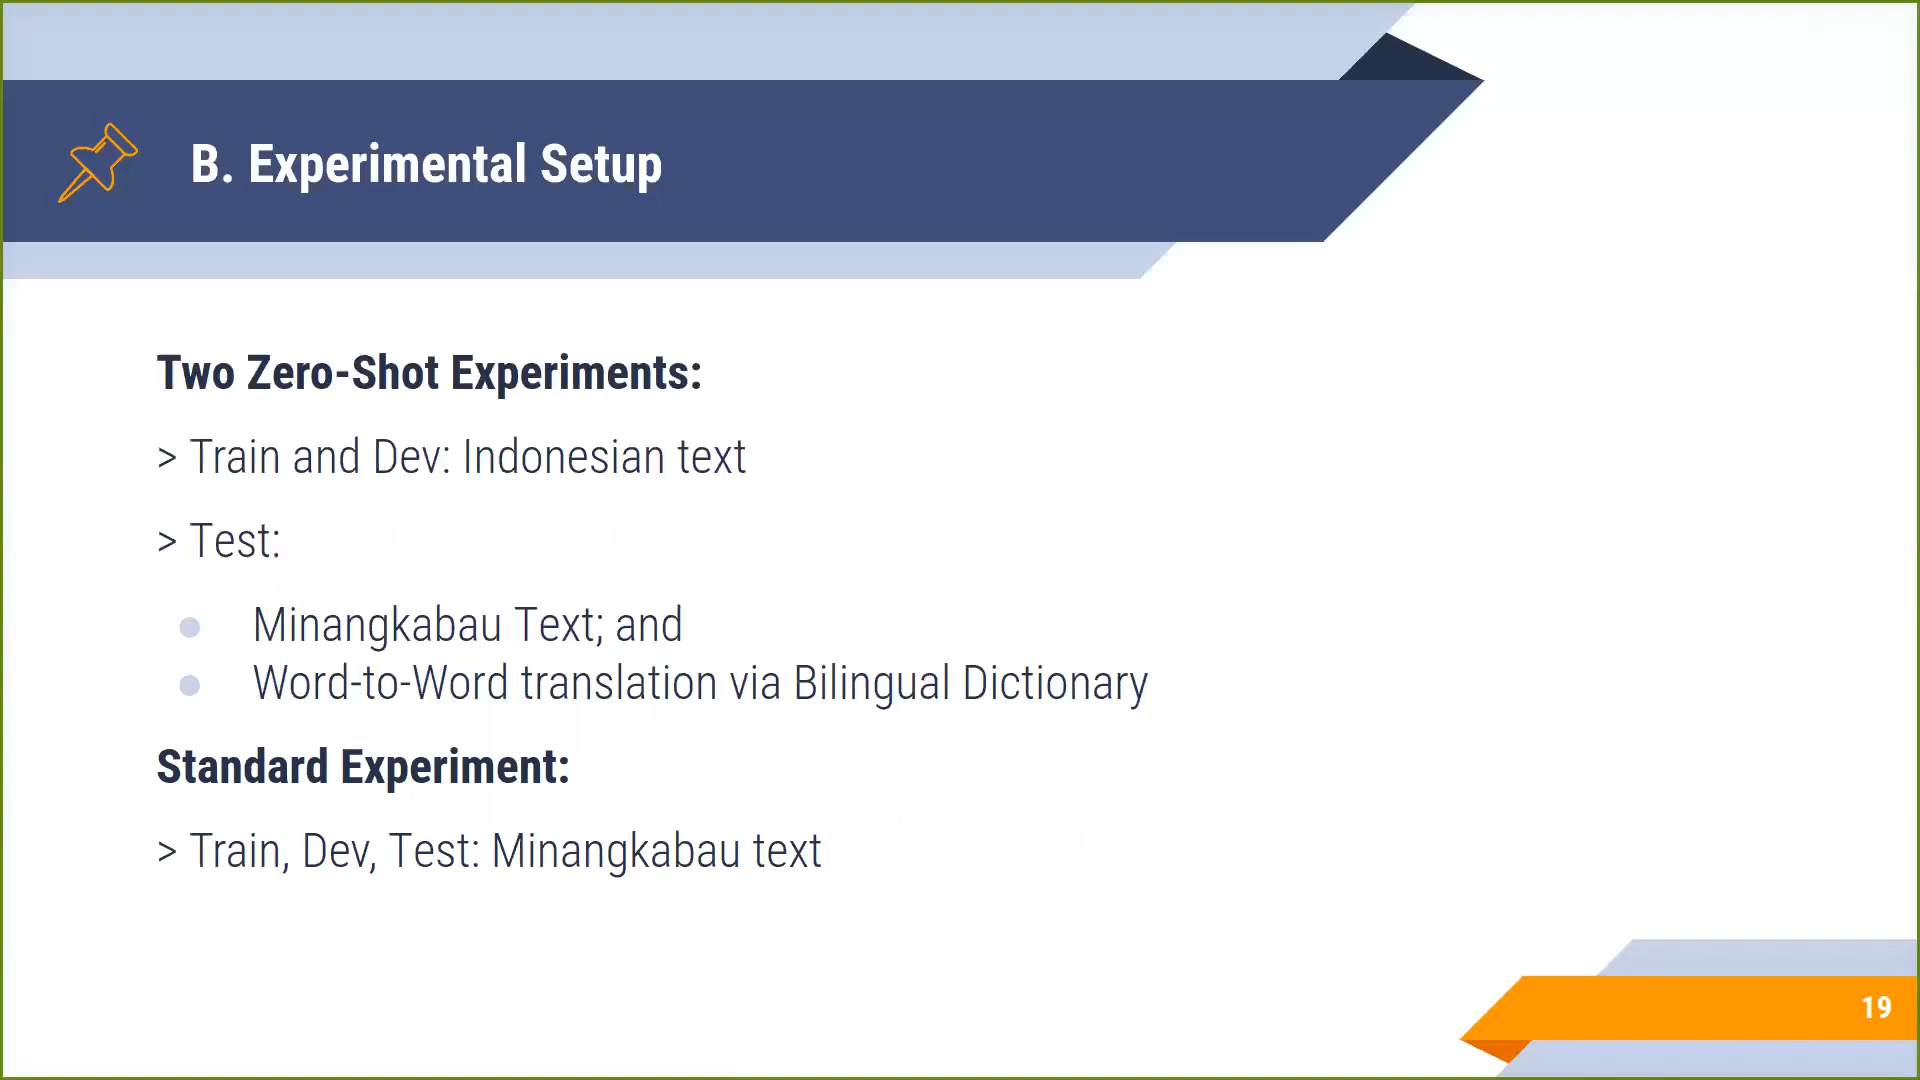 B. Experimental Setup
Two Zero-Shot Experiments:
> Train and Dev: Indonesian text
> Test:
Minangkabau Text; and
Word-to-Word translation via Bilingual Dictionary
Standard Experiment:
> Train, Dev, Test: Minangkabau text
19